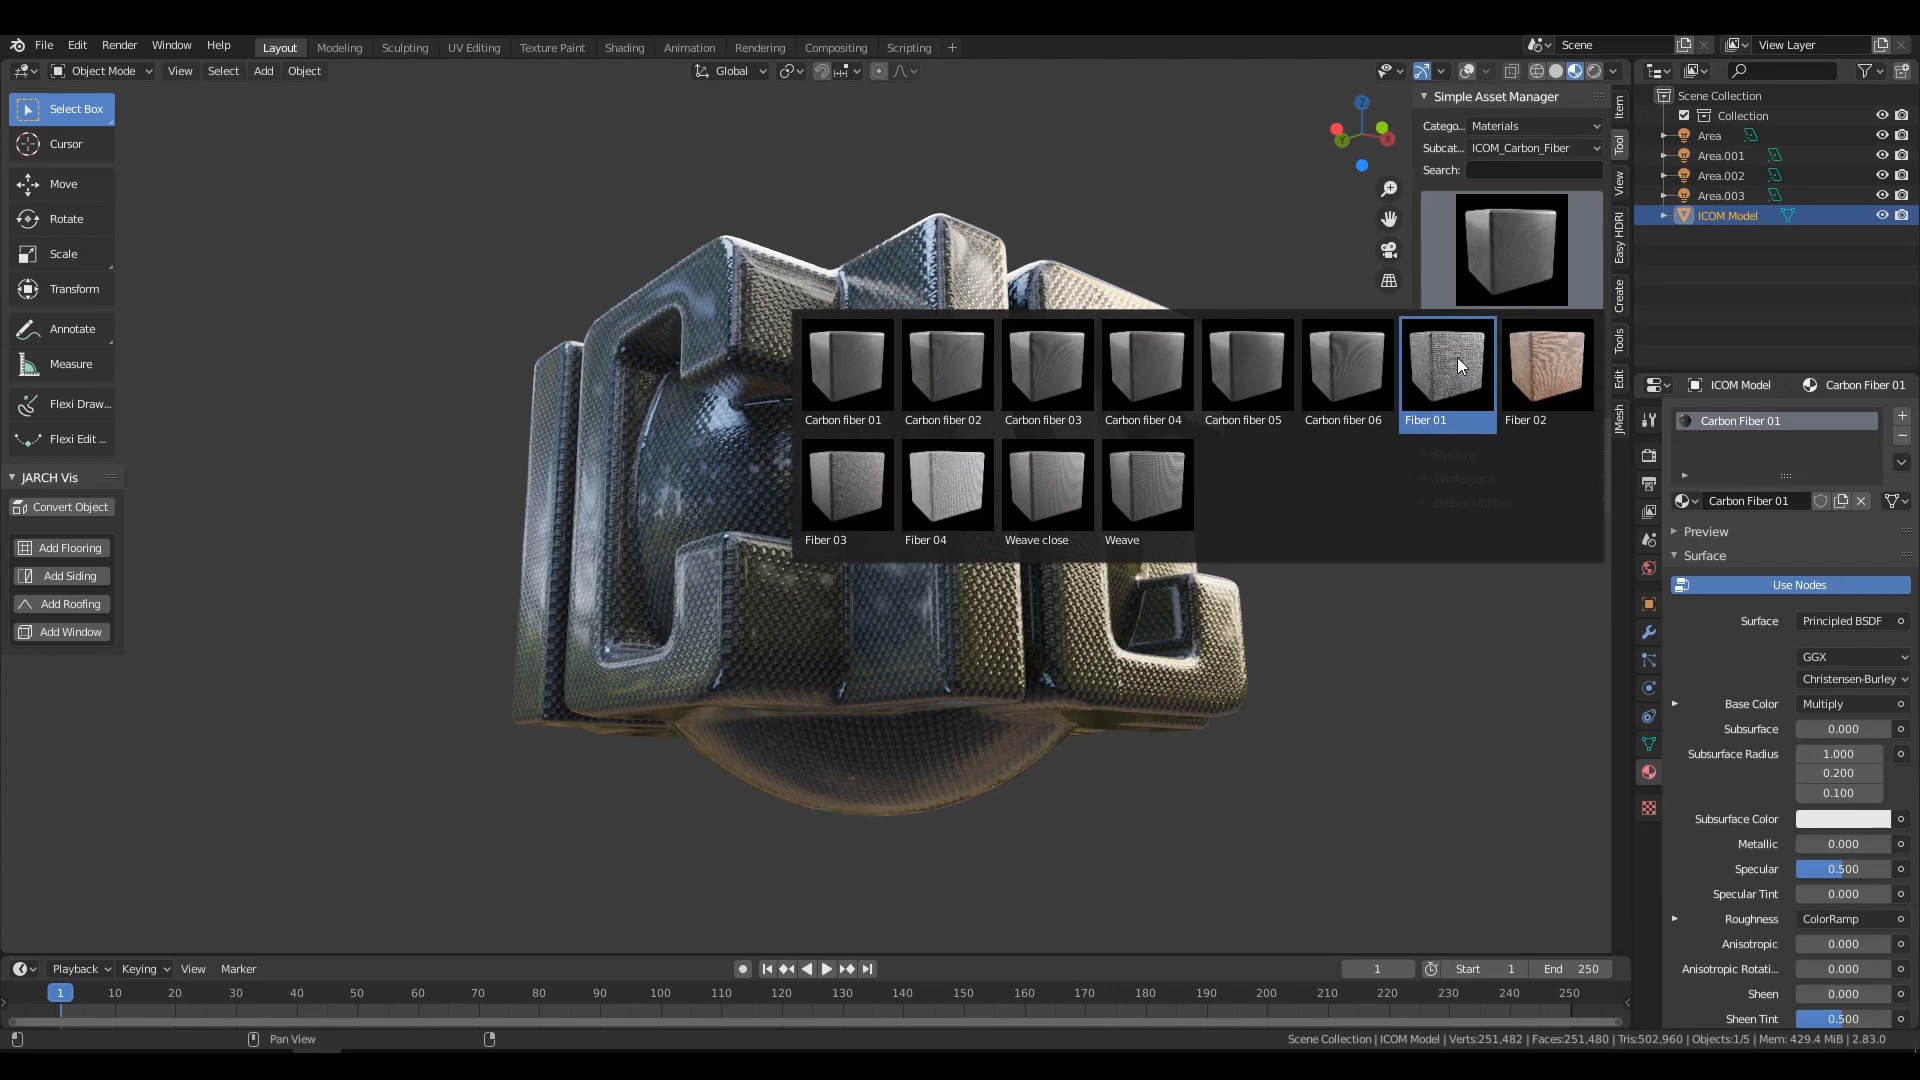 File Edit Render Window Help
Layout Modeling Sculpting UV Editing Texture Paint Shading Animation Rendering Compositing Scripting +
Scene View Layer
Object Mode View Select Add Object
Global
Select Box
Cursor
Move
Rotate
Scale
Transform
Annotate
Measure
Flexi Draw...
Flexi Edit ...
JARCH Vis
Convert Object
Add Flooring
Add Siding
Add Roofing
Add Window
Z
Y
X
Simple Asset Manager
Catego... Materials
Subcat... ICOM_Carbon_Fiber
Search:
Item
Tool
View
Easy HDRI
Create
Tools
Edit
JMesh
Carbon fiber 01 Carbon fiber 02 Carbon fiber 03 Carbon fiber 04 Carbon fiber 05 Carbon fiber 06 Fiber 01 Fiber 02
Fiber 03 Fiber 04 Weave close Weave
Options
Workspace
Scene Collection
Collection
Area
Area.001
Area.002
Area.003
ICOM Model
ICOM Model Carbon Fiber 01
Carbon Fiber 01
Carbon Fiber 01
Preview
Surface
Use Nodes
Surface Principled BSDF
GGX
Christensen-Burley
Base Color Multiply
Subsurface 0.000
Subsurface Radius 1.000
0.200
0.100
Subsurface Color
Metallic 0.000
Specular 0.500
Specular Tint 0.000
Roughness ColorRamp
Anisotropic 0.000
Anisotropic Rotati... 0.000
Sheen 0.000
Sheen Tint 0.500
Playback Keying View Marker
1 Start 1 End 250
1 10 20 30 40 50 60 70 80 90 100 110 120 130 140 150 160 170 180 190 200 210 220 230 240 250
Pan View
Scene Collection | ICOM Model | Verts:251,482 | Faces:251,480 | Tris:502,960 | Objects:1/5 | Mem: 429.4 MiB | 2.83.0